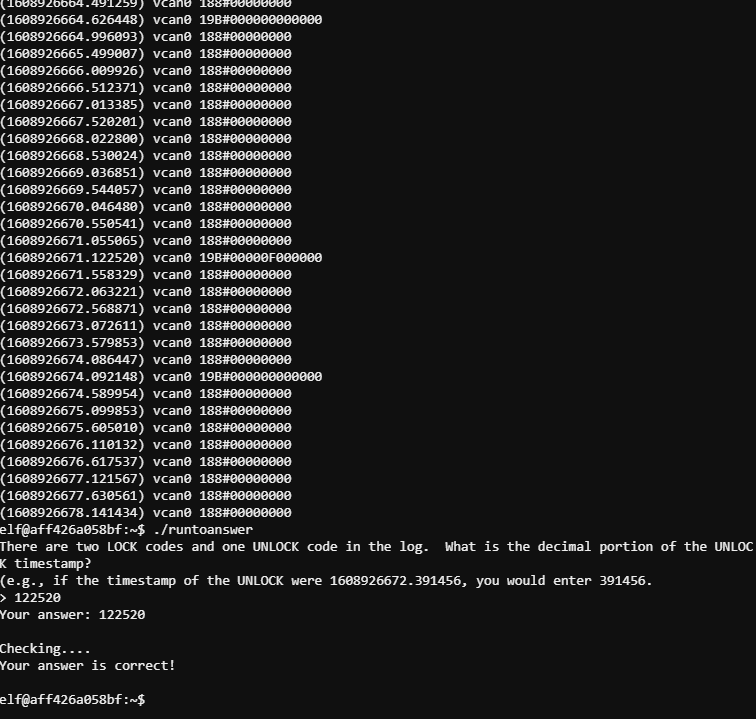 (1608926664.491259) vcan0 188#00000000
(1608926664.626448) vcan0 19B#000000000000
(1608926664.996093) vcan0 188#00000000
(1608926665.499007) vcan0 188#00000000
(1608926666.009926) vcan0 188#00000000
(1608926666.512371) vcan0 188#00000000
(1608926667.013385) vcan0 188#00000000
(1608926667.520201) vcan0 188#00000000
(1608926668.022800) vcan0 188#00000000
(1608926668.530024) vcan0 188#00000000
(1608926669.036851) vcan0 188#00000000
(1608926669.544057) vcan0 188#00000000
(1608926670.046480) vcan0 188#00000000
(1608926670.550541) vcan0 188#00000000
(1608926671.055065) vcan0 188#00000000
(1608926671.122520) vcan0 19B#00000F000000
(1608926671.558329) vcan0 188#00000000
(1608926672.063221) vcan0 188#00000000
(1608926672.568871) vcan0 188#00000000
(1608926673.072611) vcan0 188#00000000
(1608926673.579853) vcan0 188#00000000
(1608926674.086447) vcan0 188#00000000
(1608926674.092148) vcan0 19B#000000000000
(1608926674.589954) vcan0 188#00000000
(1608926675.099853) vcan0 188#00000000
(1608926675.605010) vcan0 188#00000000
(1608926676.110132) vcan0 188#00000000
(1608926676.617537) vcan0 188#00000000
(1608926677.121567) vcan0 188#00000000
(1608926677.630561) vcan0 188#00000000
(1608926678.141434) vcan0 188#00000000
elf@aff426a058bf:~$ ./runtoanswer
There are two LOCK codes and one UNLOCK code in the log.  What is the decimal portion of the UNLOC
K timestamp?
(e.g., if the timestamp of the UNLOCK were 1608926672.391456, you would enter 391456.
> 122520
Your answer: 122520
Checking....
Your answer is correct!
elf@aff426a058bf:~$